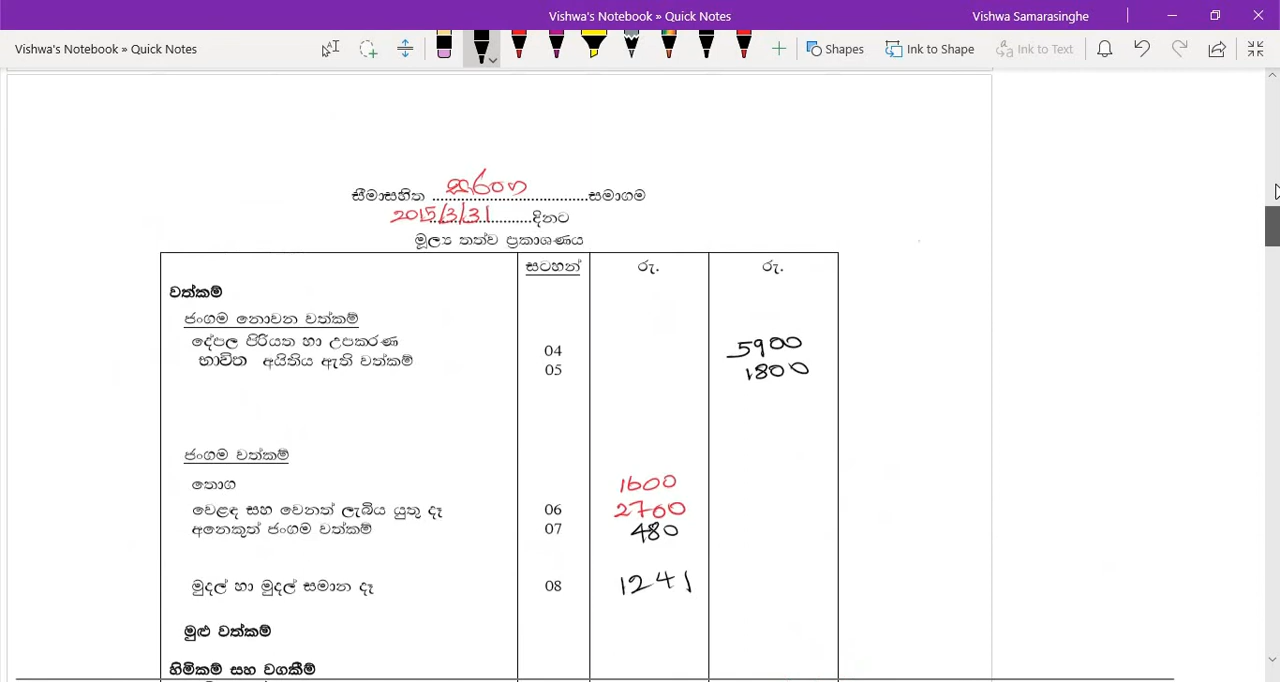 Vishwa's Notebook » Quick Notes
Vishwa Samarasinghe
Vishwa's Notebook » Quick Notes
Shapes
Ink to Shape
Ink to Text
සීමාසහිත සරංග සමාගම
2015/3/31 දිනට
මූල්‍ය තත්ව ප්‍රකාශණය
සටහන් රු. රු.
වත්කම්
ජංගම නොවන වත්කම්
දේපල පිරියත හා උපකරණ 04 5900
භාවිත අයිතිය ඇති වත්කම් 05 1800
ජංගම වත්කම්
තොග 1600
වෙළඳ සහ වෙනත් ලැබිය යුතු දෑ 06 2700
අනෙකුත් ජංගම වත්කම් 07 480
මුදල් හා මුදල් සමාන දෑ 08 1241
මුළු වත්කම්
හිමිකම් සහ වගකීම්